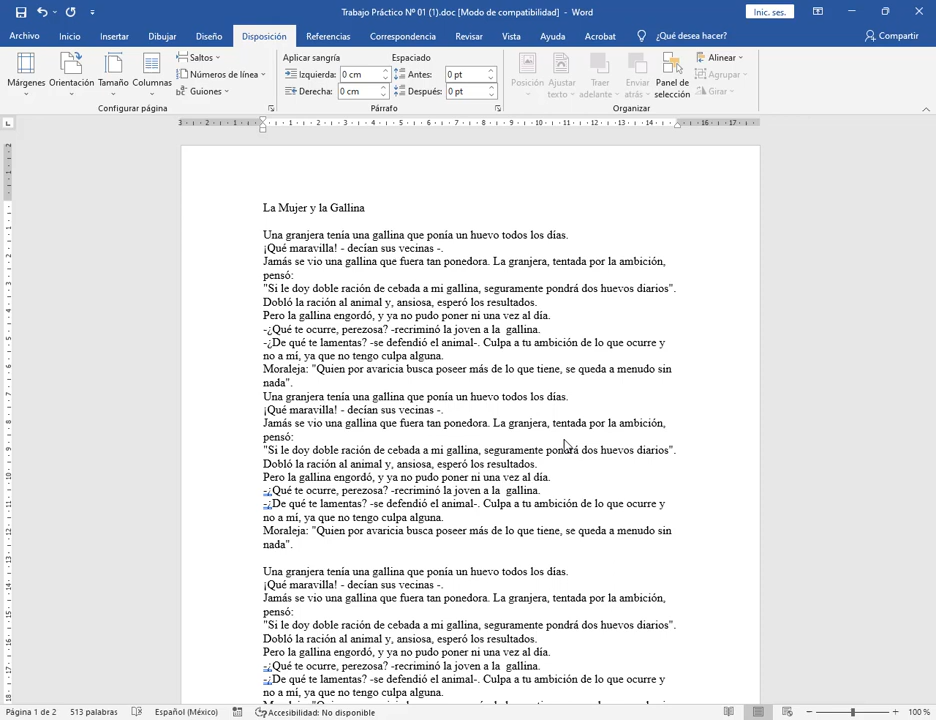 Trabajo Práctico Nº 01 (1).doc [Modo de compatibilidad] - Word
Inic. ses.
Archivo Inicio Insertar Dibujar Diseño Disposición Referencias Correspondencia Revisar Vista Ayuda Acrobat ¿Qué desea hacer? Compartir
Márgenes Orientación Tamaño Columnas
Saltos
Números de línea
Guiones
Configurar página
Aplicar sangría Espaciado
Izquierda: 0 cm Antes: 0 pt
Derecha: 0 cm Después: 0 pt
Párrafo
Posición Ajustar texto Traer adelante Enviar atrás Panel de selección
Alinear
Agrupar
Girar
Organizar
3 2 1 1 2 3 4 5 6 7 8 9 10 11 12 13 14 16 17
La Mujer y la Gallina
Una granjera tenía una gallina que ponía un huevo todos los días.
¡Qué maravilla! - decían sus vecinas -.
Jamás se vio una gallina que fuera tan ponedora. La granjera, tentada por la ambición,
pensó:
"Si le doy doble ración de cebada a mi gallina, seguramente pondrá dos huevos diarios".
Dobló la ración al animal y, ansiosa, esperó los resultados.
Pero la gallina engordó, y ya no pudo poner ni una vez al día.
-¿Qué te ocurre, perezosa? -recriminó la joven a la  gallina.
-¿De qué te lamentas? -se defendió el animal-. Culpa a tu ambición de lo que ocurre y
no a mí, ya que no tengo culpa alguna.
Moraleja: "Quien por avaricia busca poseer más de lo que tiene, se queda a menudo sin
nada".
Una granjera tenía una gallina que ponía un huevo todos los días.
¡Qué maravilla! - decían sus vecinas -.
Jamás se vio una gallina que fuera tan ponedora. La granjera, tentada por la ambición,
pensó:
"Si le doy doble ración de cebada a mi gallina, seguramente pondrá dos huevos diarios".
Dobló la ración al animal y, ansiosa, esperó los resultados.
Pero la gallina engordó, y ya no pudo poner ni una vez al día.
-¿Qué te ocurre, perezosa? -recriminó la joven a la  gallina.
-¿De qué te lamentas? -se defendió el animal-. Culpa a tu ambición de lo que ocurre y
no a mí, ya que no tengo culpa alguna.
Moraleja: "Quien por avaricia busca poseer más de lo que tiene, se queda a menudo sin
nada".
Una granjera tenía una gallina que ponía un huevo todos los días.
¡Qué maravilla! - decían sus vecinas -.
Jamás se vio una gallina que fuera tan ponedora. La granjera, tentada por la ambición,
pensó:
"Si le doy doble ración de cebada a mi gallina, seguramente pondrá dos huevos diarios".
Dobló la ración al animal y, ansiosa, esperó los resultados.
Pero la gallina engordó, y ya no pudo poner ni una vez al día.
-¿Qué te ocurre, perezosa? -recriminó la joven a la  gallina.
-¿De qué te lamentas? -se defendió el animal-. Culpa a tu ambición de lo que ocurre y
no a mí, ya que no tengo culpa alguna.
Página 1 de 2 513 palabras Español (México) Accesibilidad: No disponible 100 %